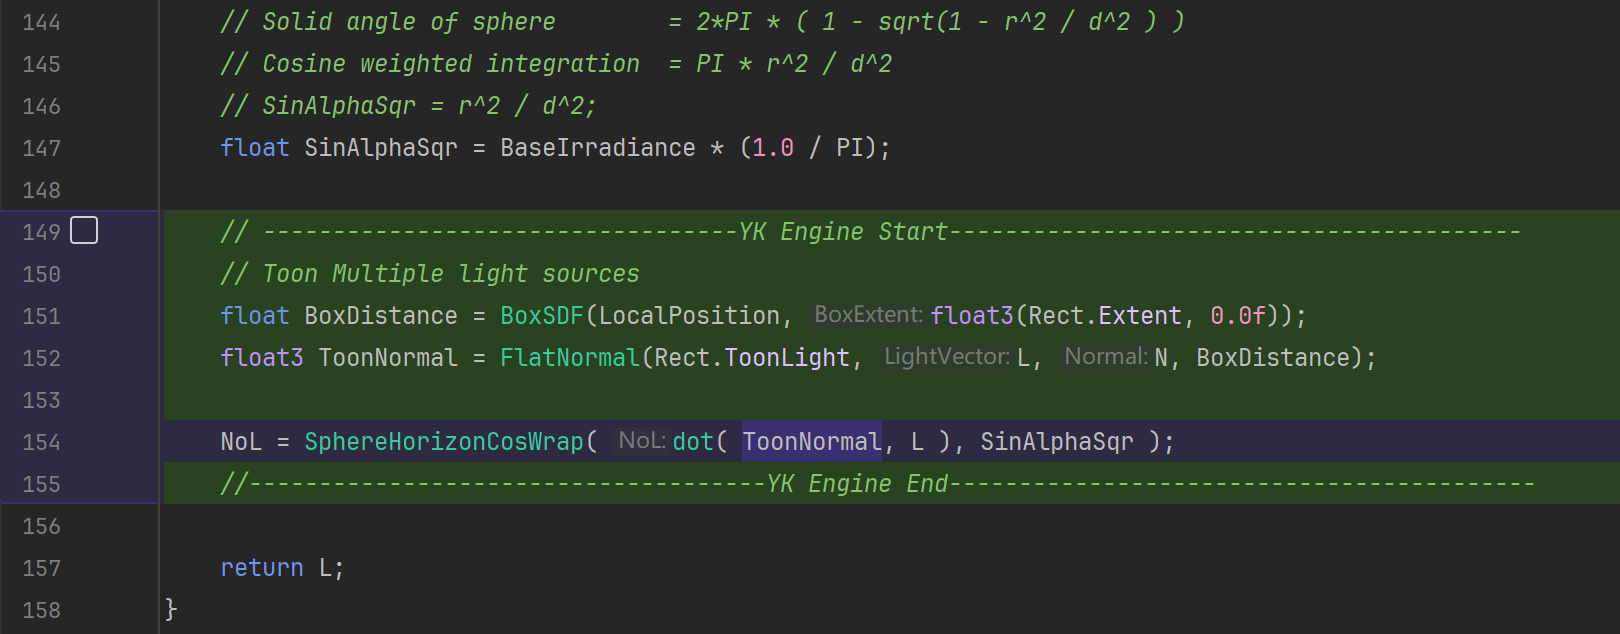 144 // Solid angle of sphere        = 2*PI * ( 1 - sqrt(1 - r^2 / d^2 ) )
145 // Cosine weighted integration  = PI * r^2 / d^2
146 // SinAlphaSqr = r^2 / d^2;
147 float SinAlphaSqr = BaseIrradiance * (1.0 / PI);
148
149 // ----------------------------------YK Engine Start-----------------------------------------
150 // Toon Multiple light sources
151 float BoxDistance = BoxSDF(LocalPosition, BoxExtent: float3(Rect.Extent, 0.0f));
152 float3 ToonNormal = FlatNormal(Rect.ToonLight, LightVector: L, Normal: N, BoxDistance);
153
154 NoL = SphereHorizonCosWrap( NoL: dot( ToonNormal, L ), SinAlphaSqr );
155 //-------------------------------------YK Engine End------------------------------------------
156
157 return L;
158 }